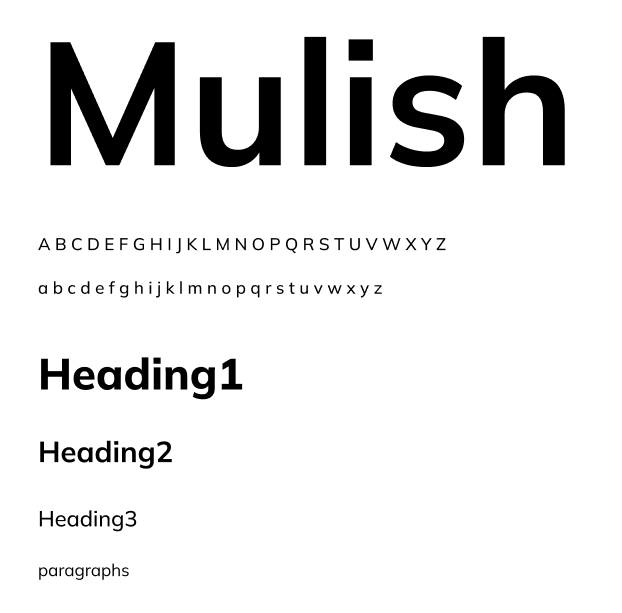 Mulish
A B C D E F G H I J K L M N O P Q R S T U V W X Y Z
a b c d e f g h i j k l m n o p q r s t u v w x y z
Heading1
Heading2
Heading3
paragraphs